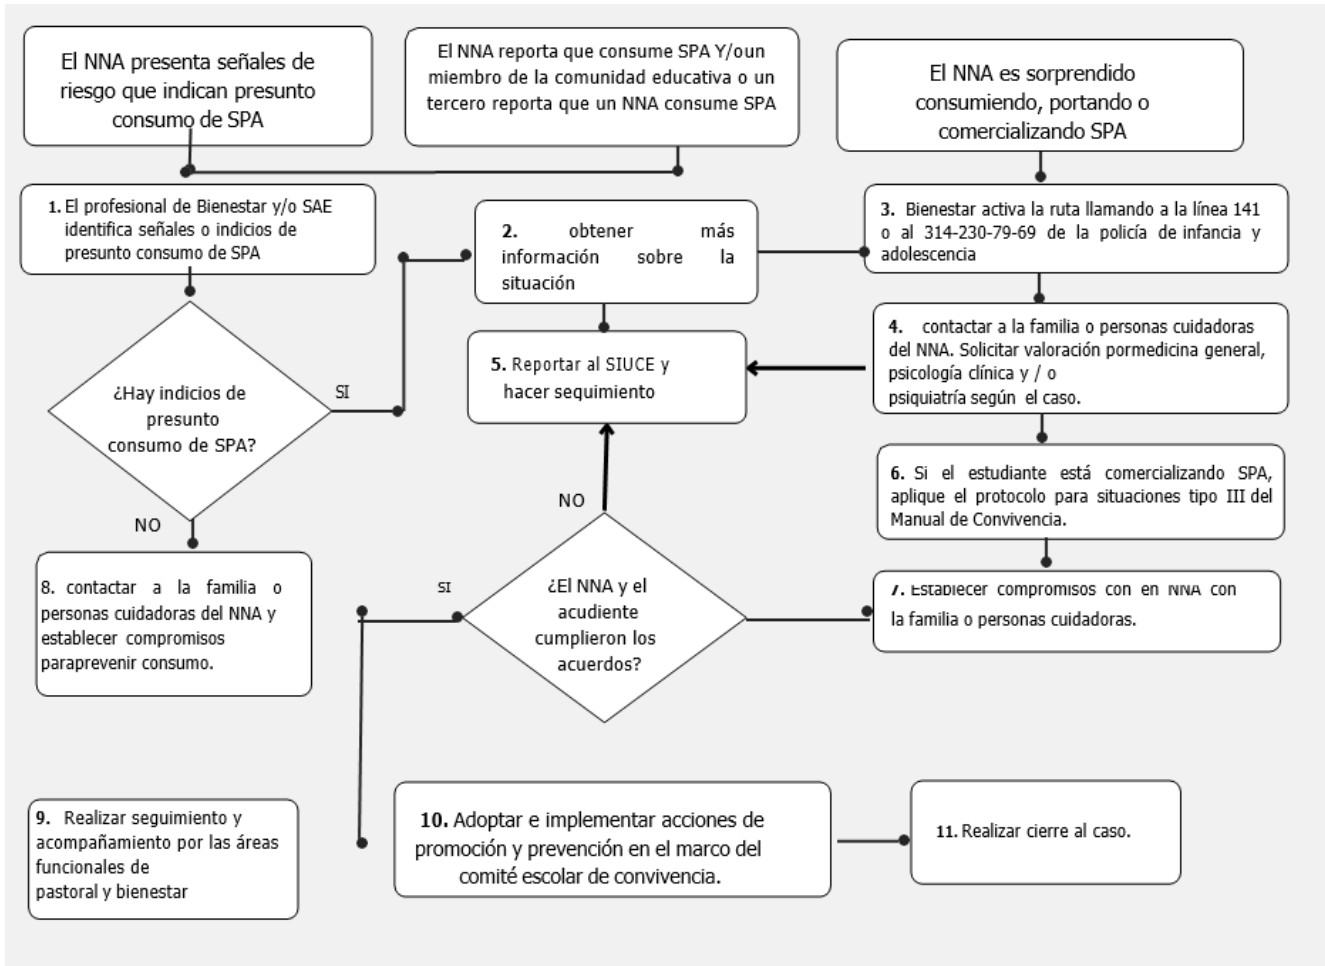 El NNA presenta señales de
riesgo que indican presunto
consumo de SPA
El NNA reporta que consume SPA Y/oun
miembro de la comunidad educativa o un
tercero reporta que un NNA consume SPA
El NNA es sorprendido
consumiendo, portando o
comercializando SPA
1. El profesional de Bienestar y/o SAE
identifica señales o indicios de
presunto consumo de SPA
2. obtener más
información sobre la
situación
3. Bienestar activa la ruta llamando a la línea 141
o al 314-230-79-69 de la policía de infancia y
adolescencia
4. contactar a la familia o personas cuidadoras
del NNA. Solicitar valoración pormedicina general,
psicología clínica y / o
psiquiatría según el caso.
5. Reportar al SIUCE y
hacer seguimiento
¿Hay indicios de
presunto
consumo de SPA?
SI
NO
6. Si el estudiante está comercializando SPA,
aplique el protocolo para situaciones tipo III del
Manual de Convivencia.
NO
8. contactar a la familia o
personas cuidadoras del NNA y
establecer compromisos
paraprevenir consumo.
SI
¿El NNA y el
acudiente
cumplieron los
acuerdos?
7. Establecer compromisos con en NNA con
la familia o personas cuidadoras.
9. Realizar seguimiento y
acompañamiento por las áreas
funcionales de
pastoral y bienestar
10. Adoptar e implementar acciones de
promoción y prevención en el marco del
comité escolar de convivencia.
11. Realizar cierre al caso.